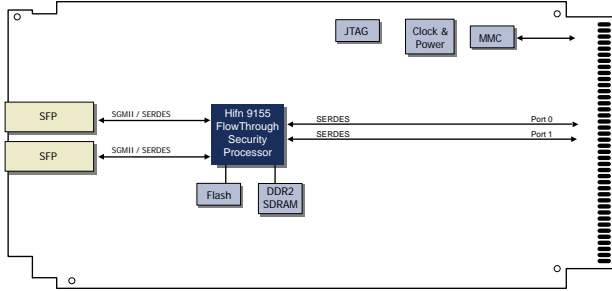 JTAG
Clock &
Power
MMC
SFP
SGMII / SERDES
Hifn 9155
FlowThrough
Security
Processor
SERDES
Port 0
SERDES
Port 1
SFP
SGMII / SERDES
Flash
DDR2
SDRAM